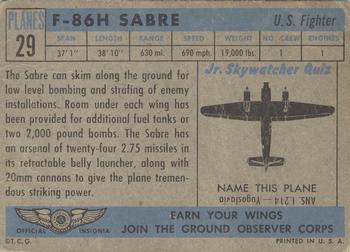 PLANES
29
F-86H SABRE
U.S. Fighter
SPAN LENGTH RANGE SPEED WEIGHT CREW ENGINES
37'1" 38'10" 630 mi. 690 mph. 19,000 lbs. 1 1
The Sabre can skim along the ground for
low level bombing and strafing of enemy
installations. Room under each wing has
been provided for additional fuel tanks or
two 2,000 pound bombs. The Sabre has
an arsenal of twenty-four 2.75 missiles in
its retractable belly launcher, along with
20mm cannons to give the plane tremen-
dous striking power.
Jr. Skywatcher Quiz
NAME THIS PLANE
ANS. L214 — Yugoslavia
OFFICIAL INSIGNIA
EARN YOUR WINGS
JOIN THE GROUND OBSERVER CORPS
©T.C.G.
PRINTED IN U.S.A.